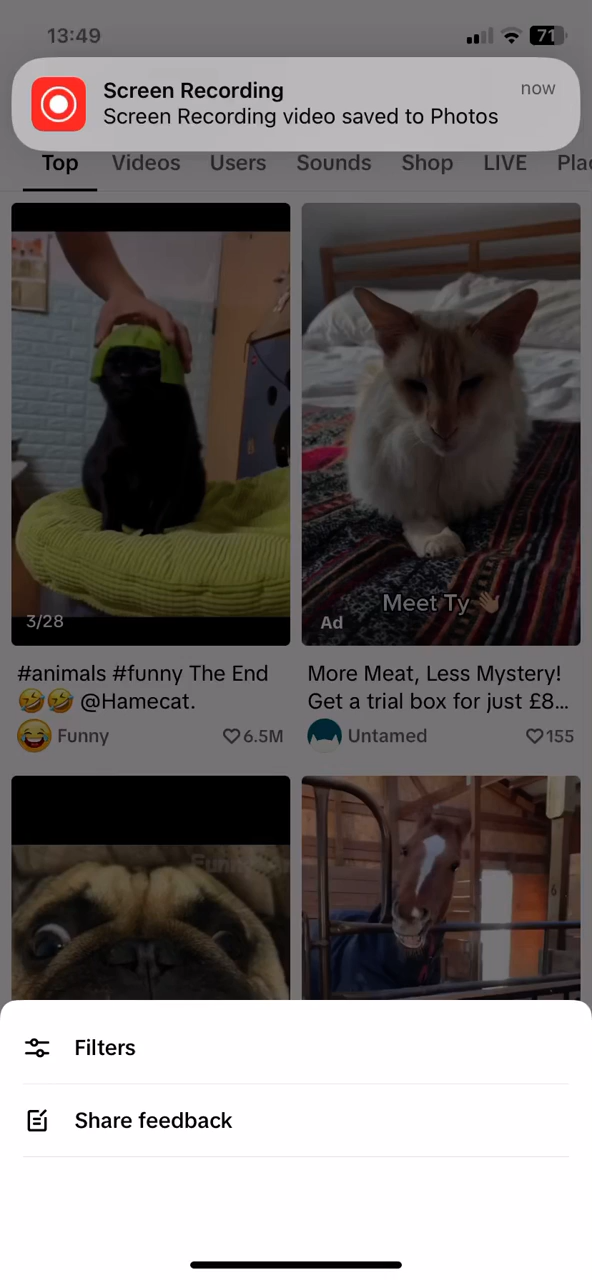 13:49
71
Screen Recording
now
Screen Recording video saved to Photos
Top
Videos
Users
Sounds
Shop
LIVE
Pla
3/28
Meet Ty 👋🏽
Ad
#animals #funny The End
🤣🤣 @Hamecat.
Funny
6.5M
More Meat, Less Mystery!
Get a trial box for just £8...
Untamed
155
6
Filters
Share feedback